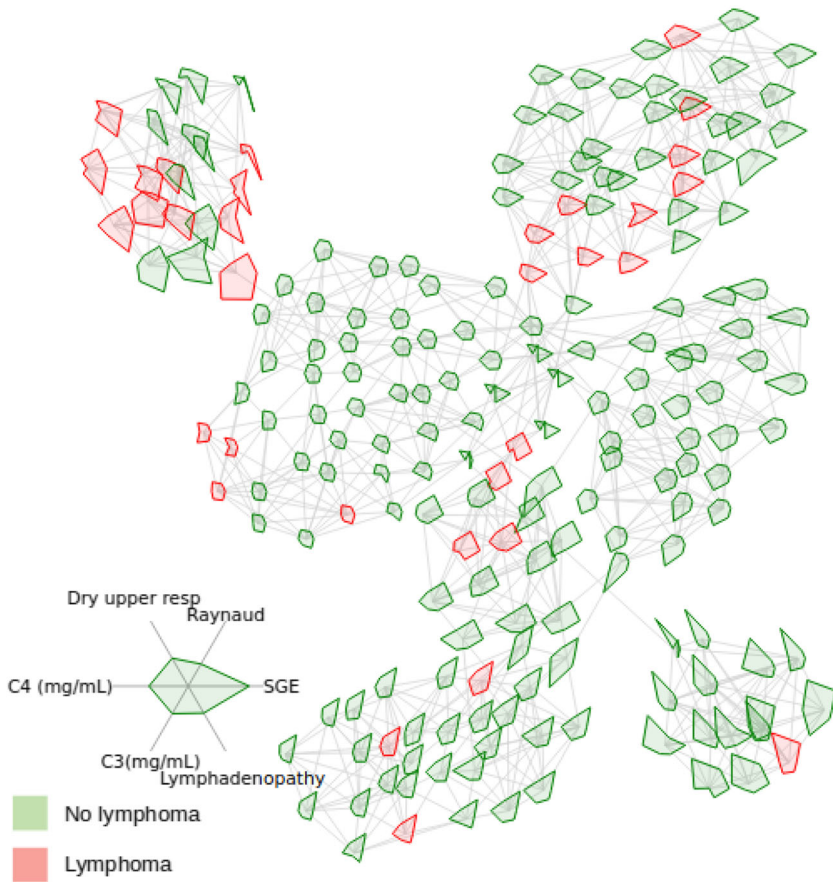 Dry upper resp
Raynaud
C4 (mg/mL)
SGE
C3(mg/mL)
Lymphadenopathy
No lymphoma
Lymphoma